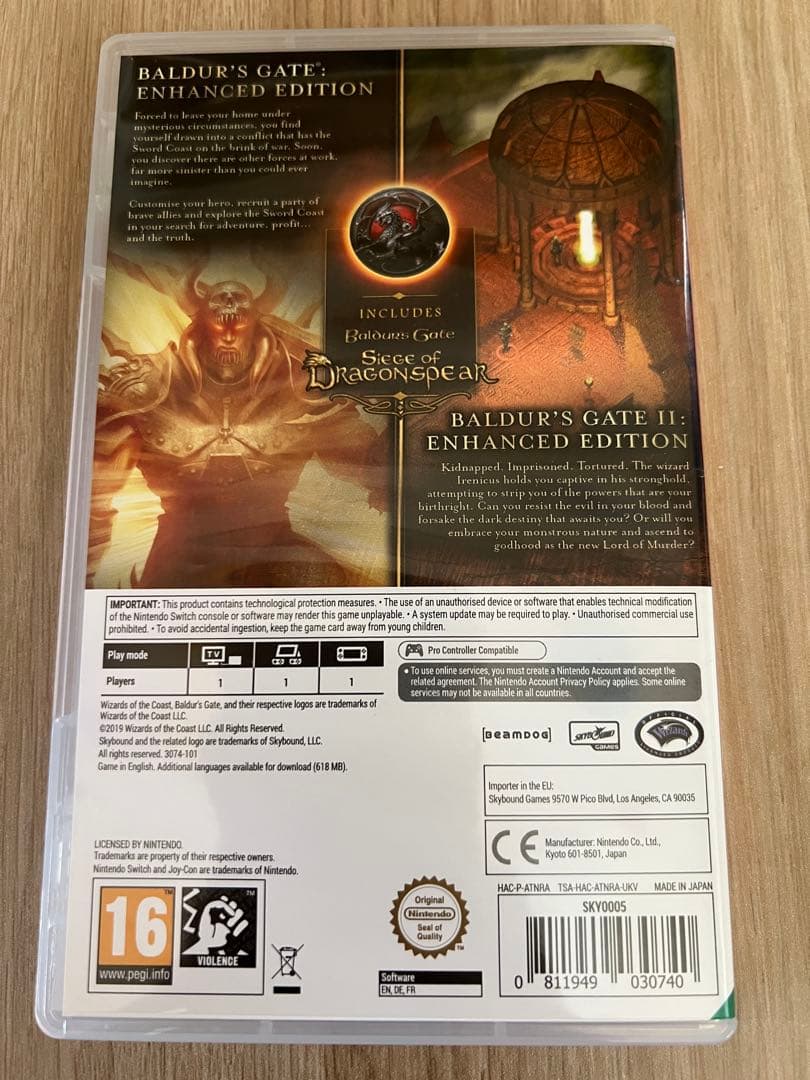 BALDUR'S GATE®:
ENHANCED EDITION
Forced to leave your home under
mysterious circumstances, you find
yourself drawn into a conflict that has the
Sword Coast on the brink of war. Soon,
you discover there are other forces at work,
far more sinister than you could ever
imagine.
Customise your hero, recruit a party of
brave allies and explore the Sword Coast
in your search for adventure, profit...
and the truth.
INCLUDES
Baldur's Gate
Siege of
Dragonspear
BALDUR'S GATE II:
ENHANCED EDITION
Kidnapped. Imprisoned. Tortured. The wizard
Irenicus holds you captive in his stronghold,
attempting to strip you of the powers that are your
birthright. Can you resist the evil in your blood and
forsake the dark destiny that awaits you? Or will you
embrace your monstrous nature and ascend to
godhood as the new Lord of Murder?
IMPORTANT: This product contains technological protection measures. • The use of an unauthorised device or software that enables technical modification
of the Nintendo Switch console or software may render this game unplayable. • A system update may be required to play. • Unauthorised commercial use
prohibited. • To avoid accidental ingestion, keep the game card away from young children.
Play mode
TV
Players
1
1
1
Pro Controller Compatible
• To use online services, you must create a Nintendo Account and accept the
related agreement. The Nintendo Account Privacy Policy applies. Some online
services may not be available in all countries.
Wizards of the Coast, Baldur's Gate, and their respective logos are trademarks of
Wizards of the Coast LLC.
©2019 Wizards of the Coast LLC. All Rights Reserved.
Skybound and the related logo are trademarks of Skybound, LLC.
All rights reserved. 3074-101
Game in English. Additional languages available for download (618 MB).
[BEAMDOG]
SKYBOUND
GAMES
OFFICIAL
Wizards
LICENSED PRODUCT
Importer in the EU:
Skybound Games 9570 W Pico Blvd, Los Angeles, CA 90035
CE
Manufacturer: Nintendo Co., Ltd.,
Kyoto 601-8501, Japan
LICENSED BY NINTENDO.
Trademarks are property of their respective owners.
Nintendo Switch and Joy-Con are trademarks of Nintendo.
HAC-P-ATNRA TSA-HAC-ATNRA-UKV MADE IN JAPAN
16
TM
www.pegi.info
TM
VIOLENCE
Original
Nintendo
Seal of
Quality
TM
Software
EN, DE, FR
SKY0005
0 811949 030740